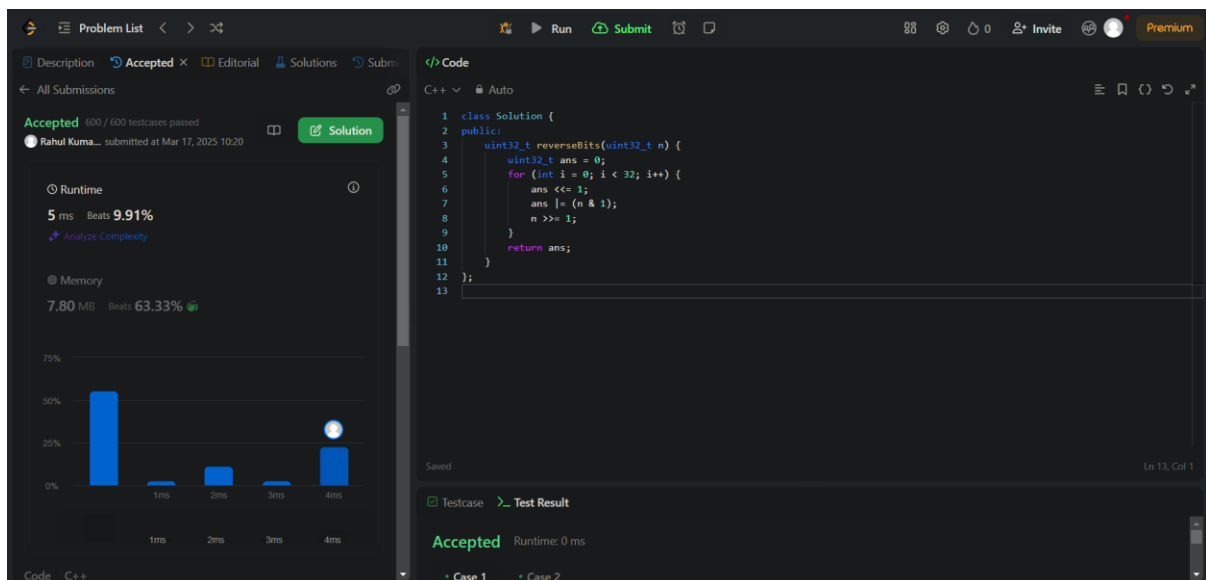 Problem List
Run
Submit
0
Invite
Premium
Description
Accepted
Editorial
Solutions
Submi
All Submissions
Accepted 600 / 600 testcases passed
Rahul Kuma... submitted at Mar 17, 2025 10:20
Solution
Runtime
5 ms Beats 9.91%
Analyze Complexity
Memory
7.80 MB Beats 63.33%
75%
50%
25%
0%
1ms 2ms 3ms 4ms
1ms 2ms 3ms 4ms
Code C++
</> Code
C++ Auto
1 class Solution {
2 public:
3 uint32_t reverseBits(uint32_t n) {
4 uint32_t ans = 0;
5 for (int i = 0; i < 32; i++) {
6 ans <<= 1;
7 ans |= (n & 1);
8 n >>= 1;
9 }
10 return ans;
11 }
12 };
13
Saved
Ln 13, Col 1
Testcase >_ Test Result
Accepted Runtime: 0 ms
• Case 1 • Case 2